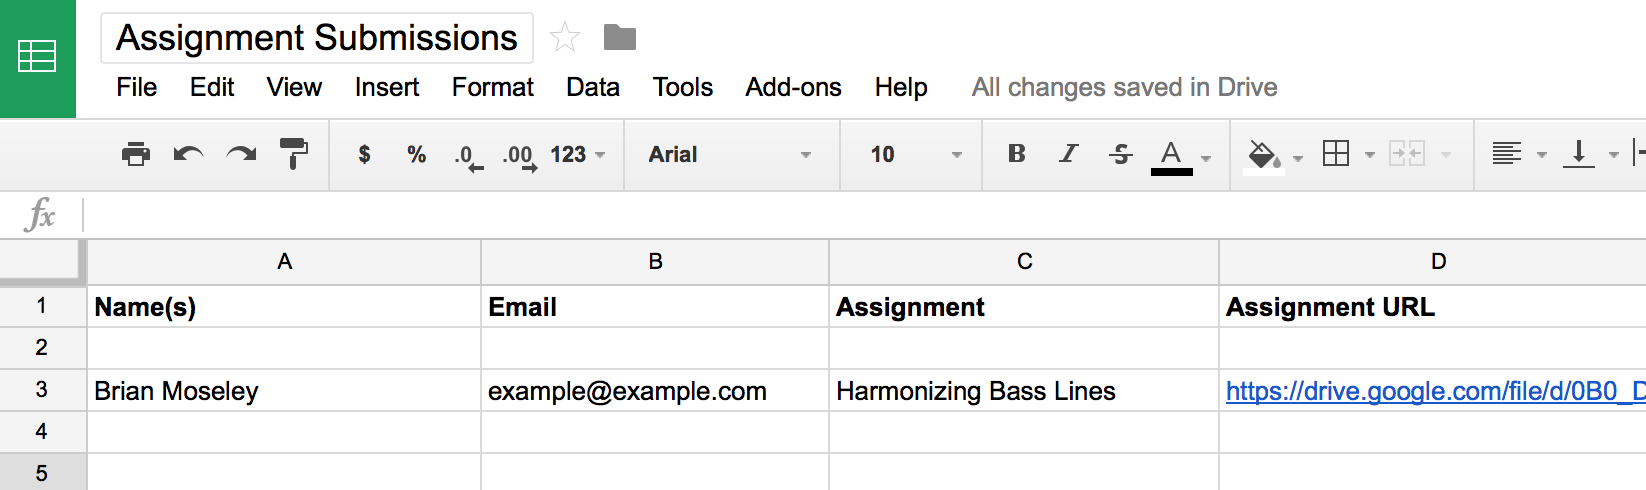 Assignment Submissions
File Edit View Insert Format Data Tools Add-ons Help All changes saved in Drive
$ % .0 .00 123 Arial 10 B I S A
fx
A B C D
1 Name(s) Email Assignment Assignment URL
2
3 Brian Moseley example@example.com Harmonizing Bass Lines https://drive.google.com/file/d/0B0_D
4
5